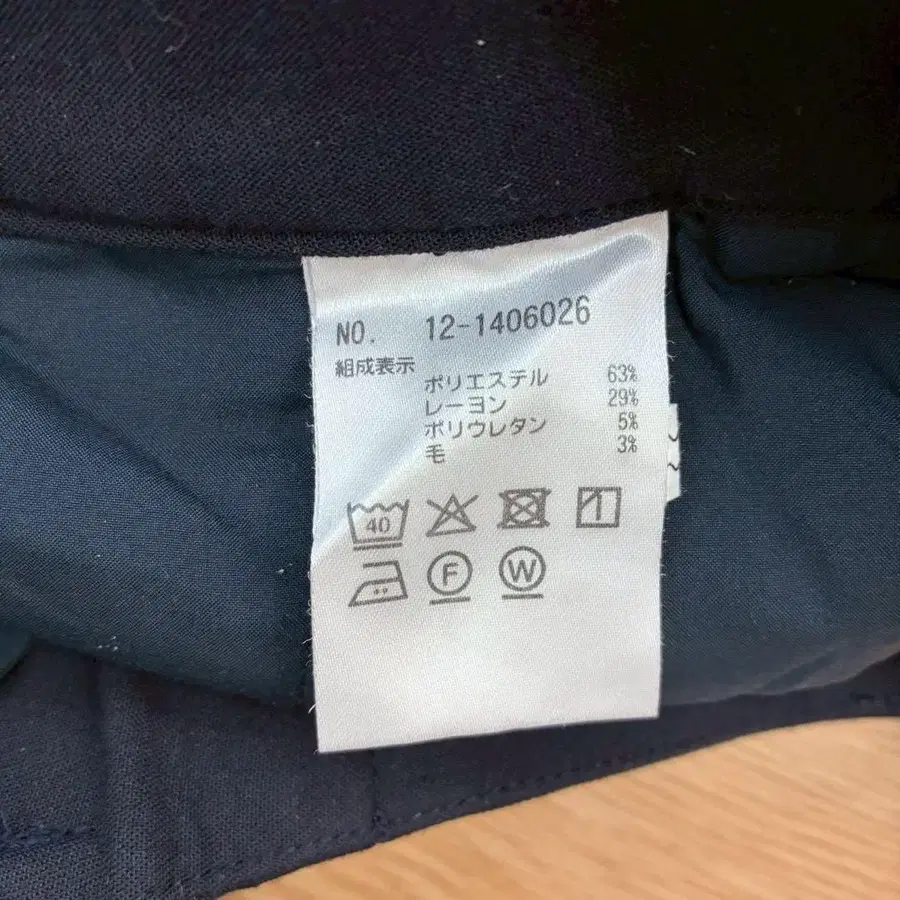 NO. 12-1406026
組成表示
ポリエステル 63%
レーヨン 29%
ポリウレタン 5%
毛 3%
40
F W